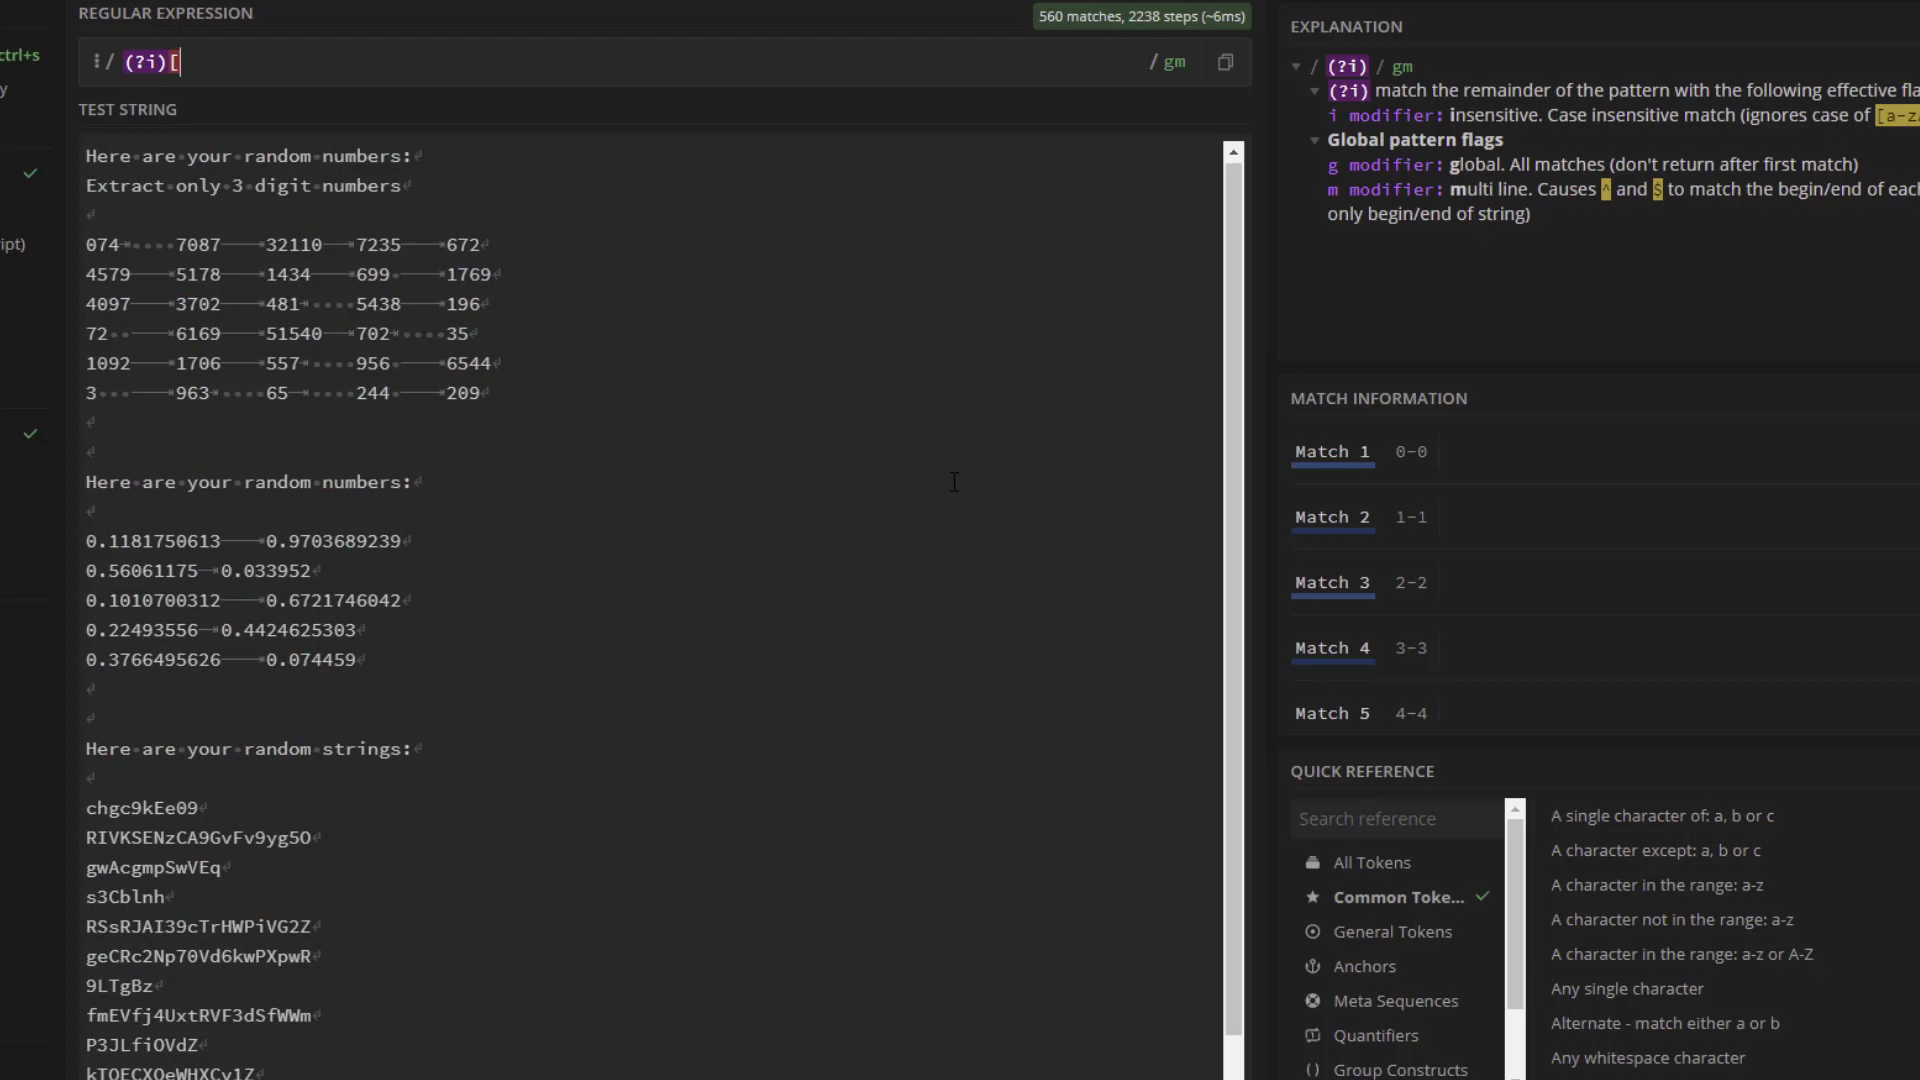 REGULAR EXPRESSION
560 matches, 2238 steps (~6ms)
/ (?i)[
/ gm
TEST STRING
Here are your random numbers:
Extract only 3 digit numbers
074 7087 32110 7235 672
4579 5178 1434 699 1769
4097 3702 481 5438 196
72 6169 51540 702 35
1092 1706 557 956 6544
3 963 65 244 209
Here are your random numbers:
0.1181750613 0.9703689239
0.56061175 0.033952
0.1010700312 0.6721746042
0.22493556 0.4424625303
0.3766495626 0.074459
Here are your random strings:
chgc9kEe09
RIVKSENzCA9GvFv9yg5O
gwAcgmpSwVEq
s3Cblnh
RSsRJAI39cTrHWPiVG2Z
geCRc2Np70Vd6kwPXpwR
9LTgBz
fmEVfj4UxtRVF3dSfWWm
P3JLfiOVdZ
ctrl+s
y
ipt)
EXPLANATION
/ (?i) / gm
(?i) match the remainder of the pattern with the following effective fla
i modifier: insensitive. Case insensitive match (ignores case of [a-zA
Global pattern flags
g modifier: global. All matches (don't return after first match)
m modifier: multi line. Causes ^ and $ to match the begin/end of each
only begin/end of string)
MATCH INFORMATION
Match 1 0-0
Match 2 1-1
Match 3 2-2
Match 4 3-3
Match 5 4-4
QUICK REFERENCE
Search reference
All Tokens
Common Toke...
General Tokens
Anchors
Meta Sequences
Quantifiers
Group Constructs
A single character of: a, b or c
A character except: a, b or c
A character in the range: a-z
A character not in the range: a-z
A character in the range: a-z or A-Z
Any single character
Alternate - match either a or b
Any whitespace character